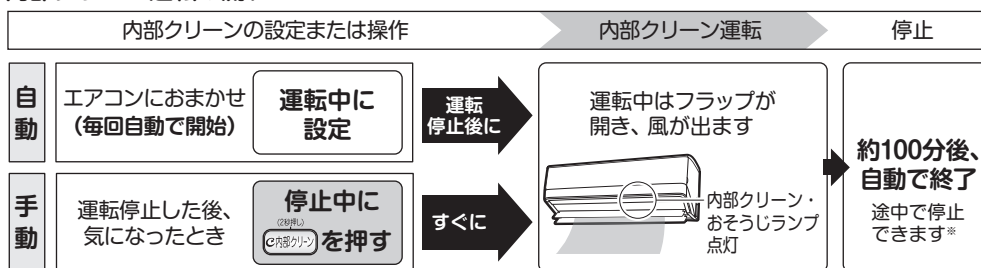 内部クリーンの設定または操作
内部クリーン運転
停止
自動
エアコンにおまかせ
(毎回自動で開始)
運転中に
設定
運転
停止後に
手動
運転停止した後、
気になったとき
停止中に
(2秒押し)
内部クリーン を押す
すぐに
運転中はフラップが
開き、風が出ます
内部クリーン・
おそうじランプ
点灯
約100分後、
自動で終了
途中で停止
できます※